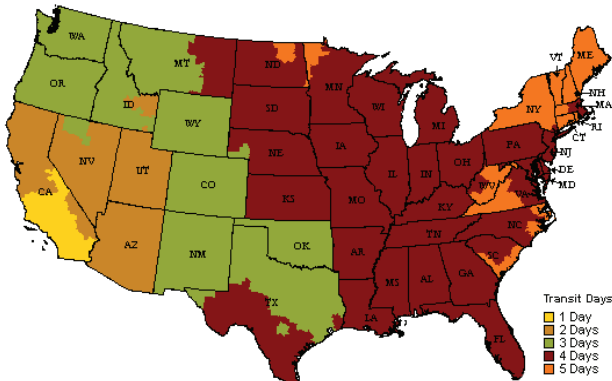 WA
MT
ND
MN
VT
ME
OR
ID
WY
SD
WI
MI
NY
NH
MA
RI
CT
NV
UT
CO
NE
IA
IL
IN
OH
PA
NJ
DE
MD
CA
KS
MO
KY
WV
VA
AZ
NM
OK
AR
TN
NC
SC
TX
LA
MS
AL
GA
FL
Transit Days
1 Day
2 Days
3 Days
4 Days
5 Days